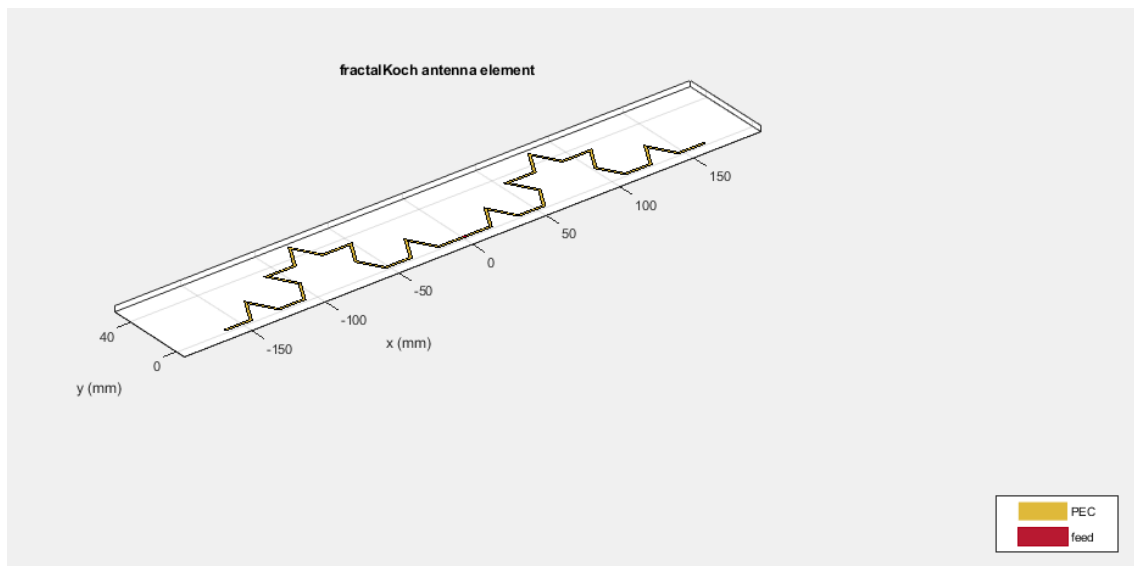 fractalKoch antenna element
150
100
50
0
-50
-100
-150
x (mm)
40
0
y (mm)
PEC
feed